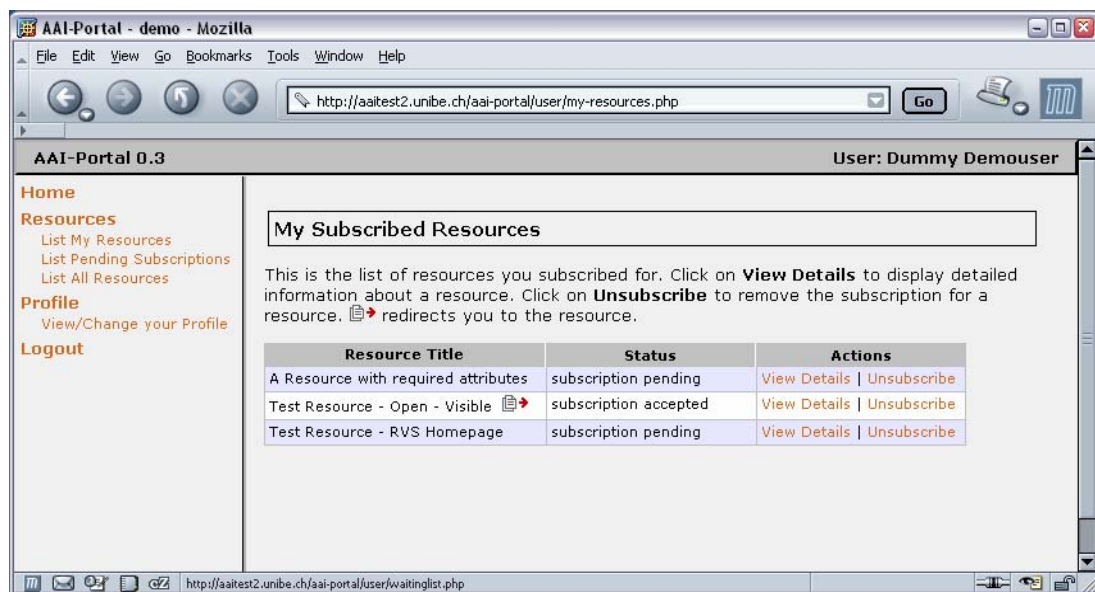 AAI-Portal - demo - Mozilla
File Edit View Go Bookmarks Tools Window Help
http://aaitest2.unibe.ch/aai-portal/user/my-resources.php Go
AAI-Portal 0.3 User: Dummy Demouser
Home
Resources
List My Resources
List Pending Subscriptions
List All Resources
Profile
View/Change your Profile
Logout
My Subscribed Resources
This is the list of resources you subscribed for. Click on View Details to display detailed
information about a resource. Click on Unsubscribe to remove the subscription for a
resource. redirects you to the resource.
Resource Title Status Actions
A Resource with required attributes subscription pending View Details | Unsubscribe
Test Resource - Open - Visible subscription accepted View Details | Unsubscribe
Test Resource - RVS Homepage subscription pending View Details | Unsubscribe
http://aaitest2.unibe.ch/aai-portal/user/waitinglist.php